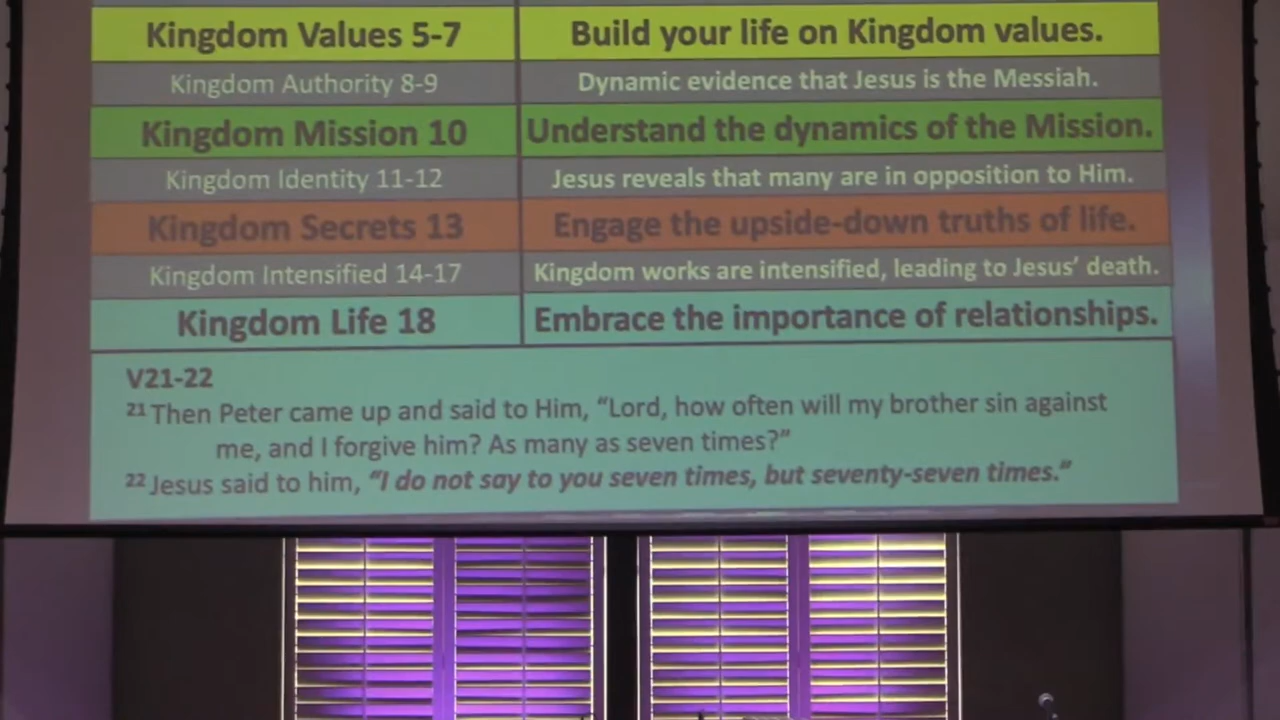 Kingdom Values 5-7 Build your life on Kingdom values.
Kingdom Authority 8-9 Dynamic evidence that Jesus is the Messiah.
Kingdom Mission 10 Understand the dynamics of the Mission.
Kingdom Identity 11-12 Jesus reveals that many are in opposition to Him.
Kingdom Secrets 13 Engage the upside-down truths of life.
Kingdom Intensified 14-17 Kingdom works are intensified, leading to Jesus’ death.
Kingdom Life 18 Embrace the importance of relationships.
V21-22
21 Then Peter came up and said to Him, “Lord, how often will my brother sin against
me, and I forgive him? As many as seven times?”
22 Jesus said to him, “I do not say to you seven times, but seventy-seven times.”